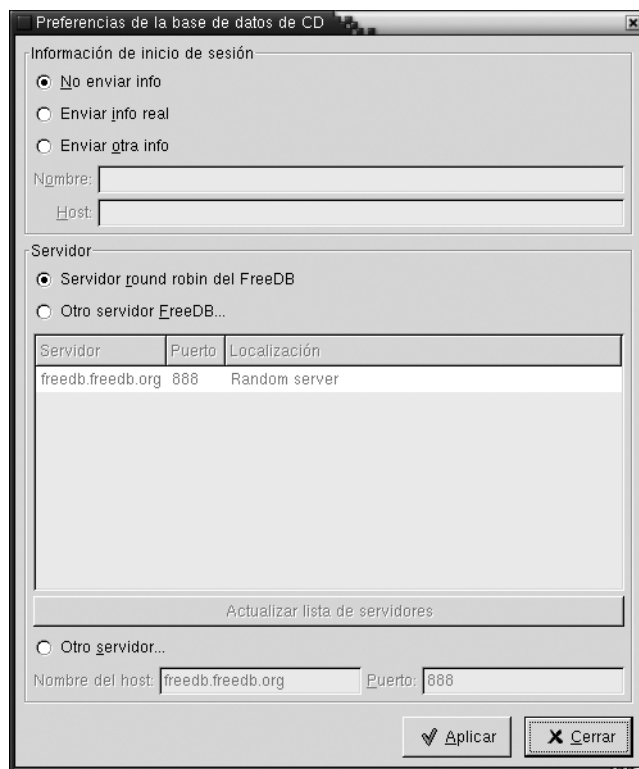 Preferencias de la base de datos de CD
Información de inicio de sesión
No enviar info
Enviar info real
Enviar otra info
Nombre:
Host:
Servidor
Servidor round robin del FreeDB
Otro servidor FreeDB...
Servidor Puerto Localización
freedb.freedb.org 888 Random server
Actualizar lista de servidores
Otro servidor...
Nombre del host: freedb.freedb.org Puerto: 888
Aplicar Cerrar